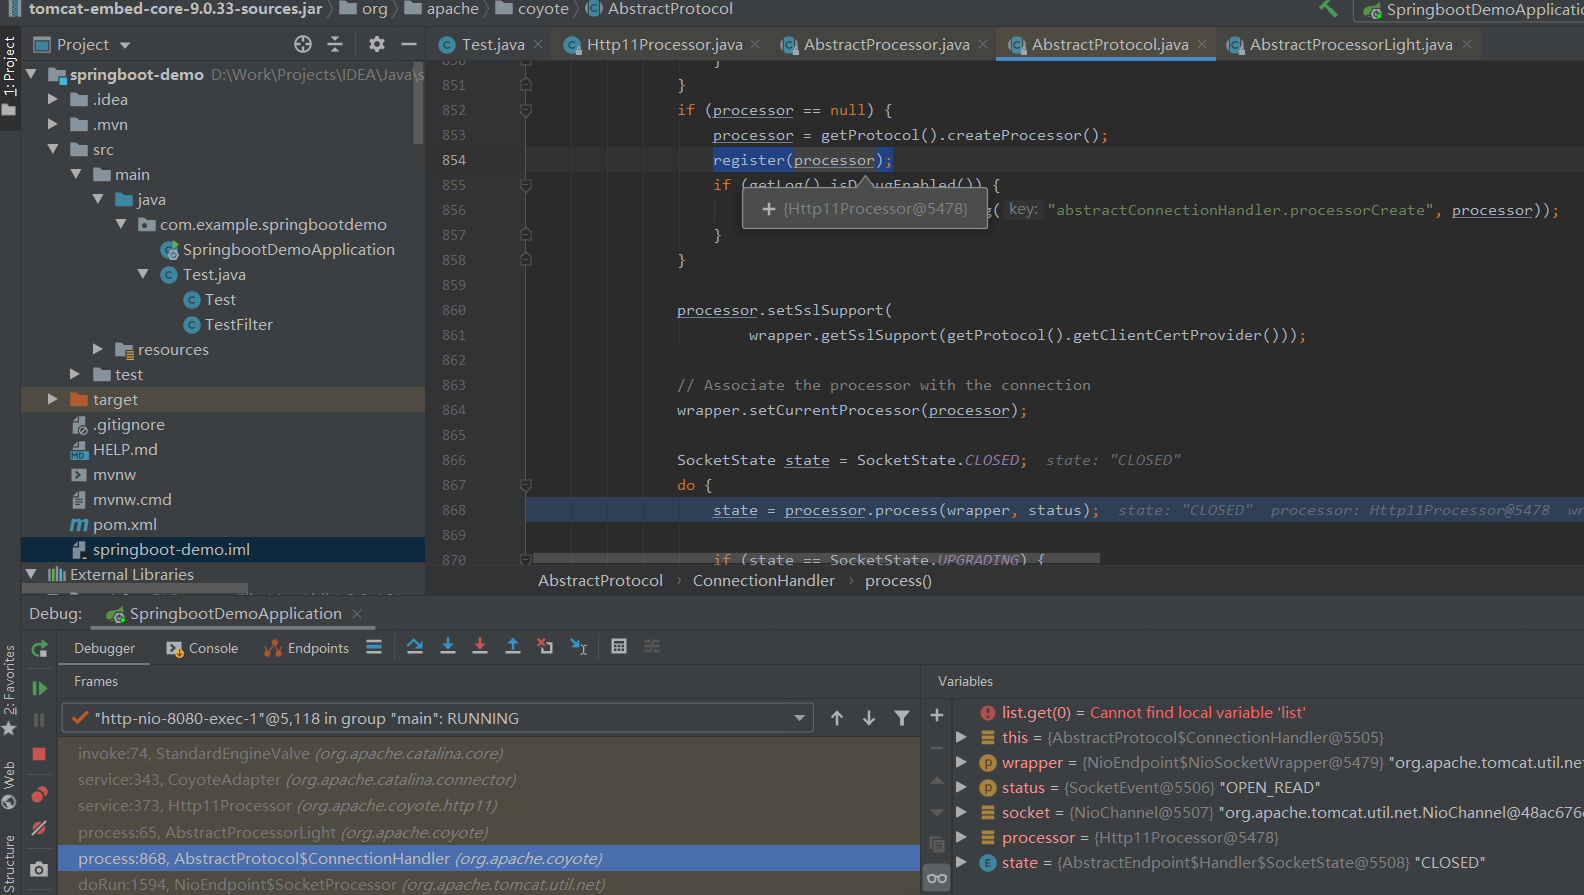 tomcat-embed-core-9.0.33-sources.jar org apache coyote AbstractProtocol SpringbootDemoApplicatio
Project
Test.java Http11Processor.java AbstractProcessor.java AbstractProtocol.java AbstractProcessorLight.java
1: Project
springboot-demo D:\Work\Projects\IDEA\Java\s
.idea
.mvn
src
main
java
com.example.springbootdemo
SpringbootDemoApplication
Test.java
Test
TestFilter
resources
test
target
.gitignore
HELP.md
mvnw
mvnw.cmd
pom.xml
springboot-demo.iml
External Libraries
850 }
851 }
852 if (processor == null) {
853 processor = getProtocol().createProcessor();
854 register(processor);
855 if (getLog().isDebugEnabled()) {
{Http11Processor@5478}
856 g( key: "abstractConnectionHandler.processorCreate", processor));
857 }
858 }
859
860 processor.setSslSupport(
861 wrapper.getSslSupport(getProtocol().getClientCertProvider()));
862
863 // Associate the processor with the connection
864 wrapper.setCurrentProcessor(processor);
865
866 SocketState state = SocketState.CLOSED; state: "CLOSED"
867 do {
868 state = processor.process(wrapper, status); state: "CLOSED" processor: Http11Processor@5478 wr
869
870 if (state == SocketState.UPGRADING) {
AbstractProtocol › ConnectionHandler › process()
Debug: SpringbootDemoApplication
Debugger Console Endpoints
2: Favorites
Web
Structure
Frames
"http-nio-8080-exec-1"@5,118 in group "main": RUNNING
invoke:74, StandardEngineValve (org.apache.catalina.core)
service:343, CoyoteAdapter (org.apache.catalina.connector)
service:373, Http11Processor (org.apache.coyote.http11)
process:65, AbstractProcessorLight (org.apache.coyote)
process:868, AbstractProtocol$ConnectionHandler (org.apache.coyote)
doRun:1594, NioEndpoint$SocketProcessor (org.apache.tomcat.util.net)
Variables
list.get(0) = Cannot find local variable 'list'
this = {AbstractProtocol$ConnectionHandler@5505}
wrapper = {NioEndpoint$NioSocketWrapper@5479} "org.apache.tomcat.util.net
status = {SocketEvent@5506} "OPEN_READ"
socket = {NioChannel@5507} "org.apache.tomcat.util.net.NioChannel@48ac676
processor = {Http11Processor@5478}
state = {AbstractEndpoint$Handler$SocketState@5508} "CLOSED"